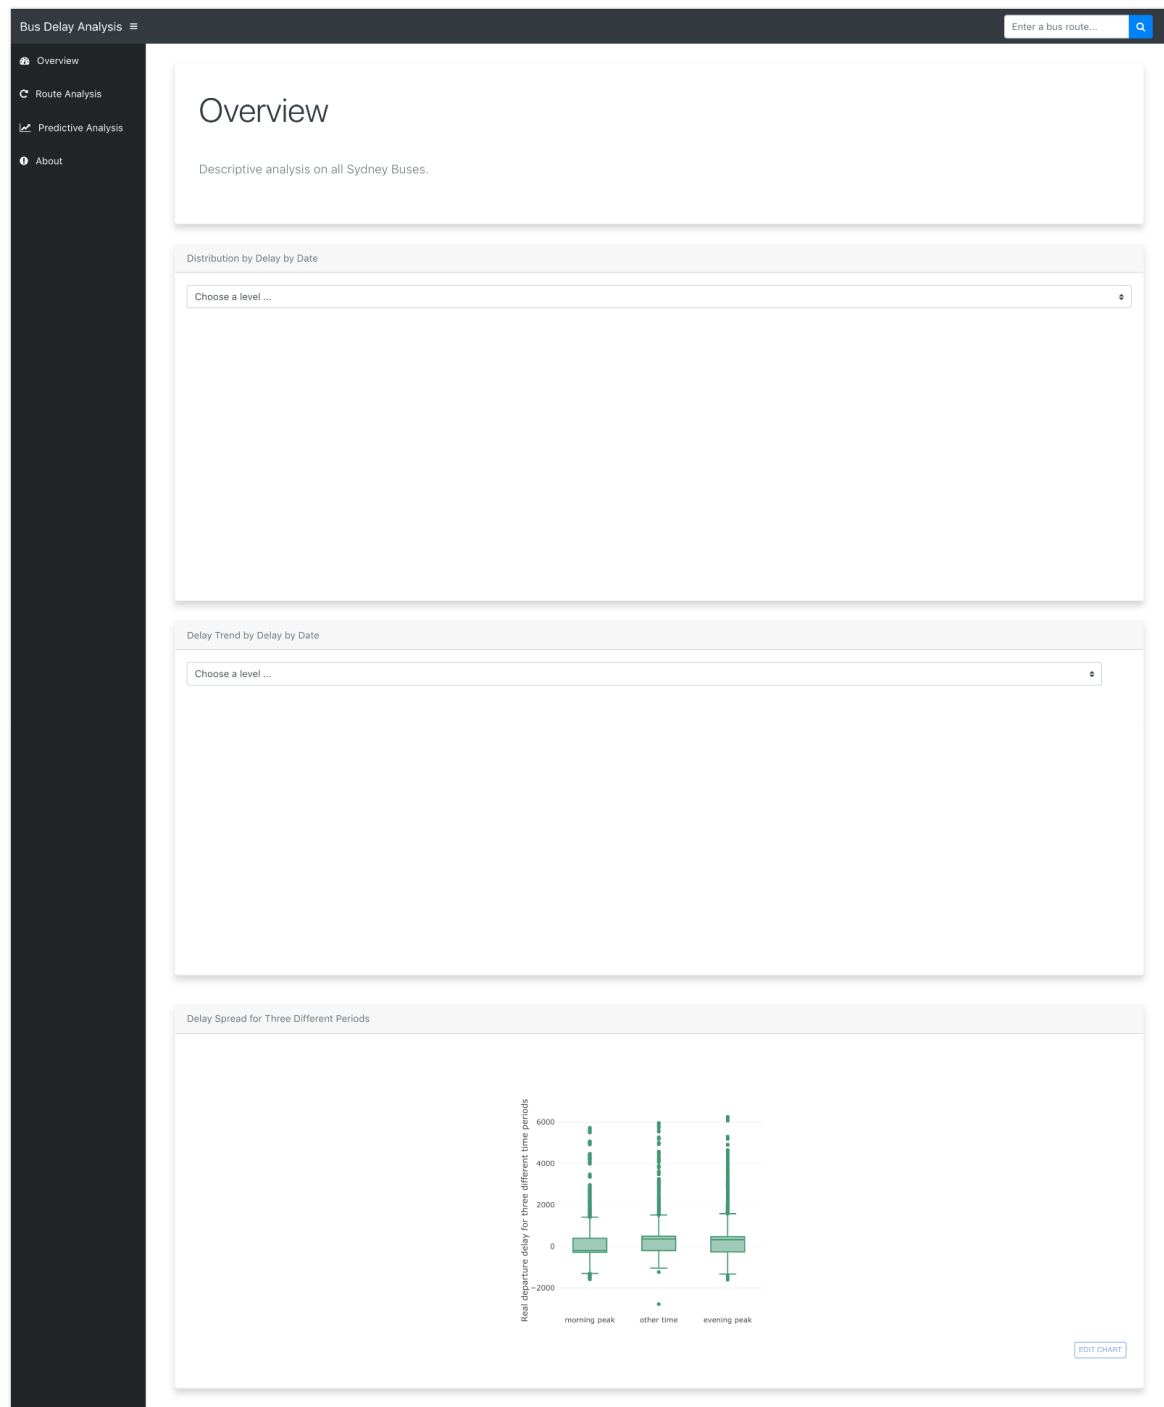 Bus Delay Analysis
Enter a bus route...
Overview
Route Analysis
Predictive Analysis
About
Overview
Descriptive analysis on all Sydney Buses.
Distribution by Delay by Date
Choose a level ...
Delay Trend by Delay by Date
Choose a level ...
Delay Spread for Three Different Periods
Real departure delay for three different time periods
6000
4000
2000
0
−2000
morning peak other time evening peak
EDIT CHART